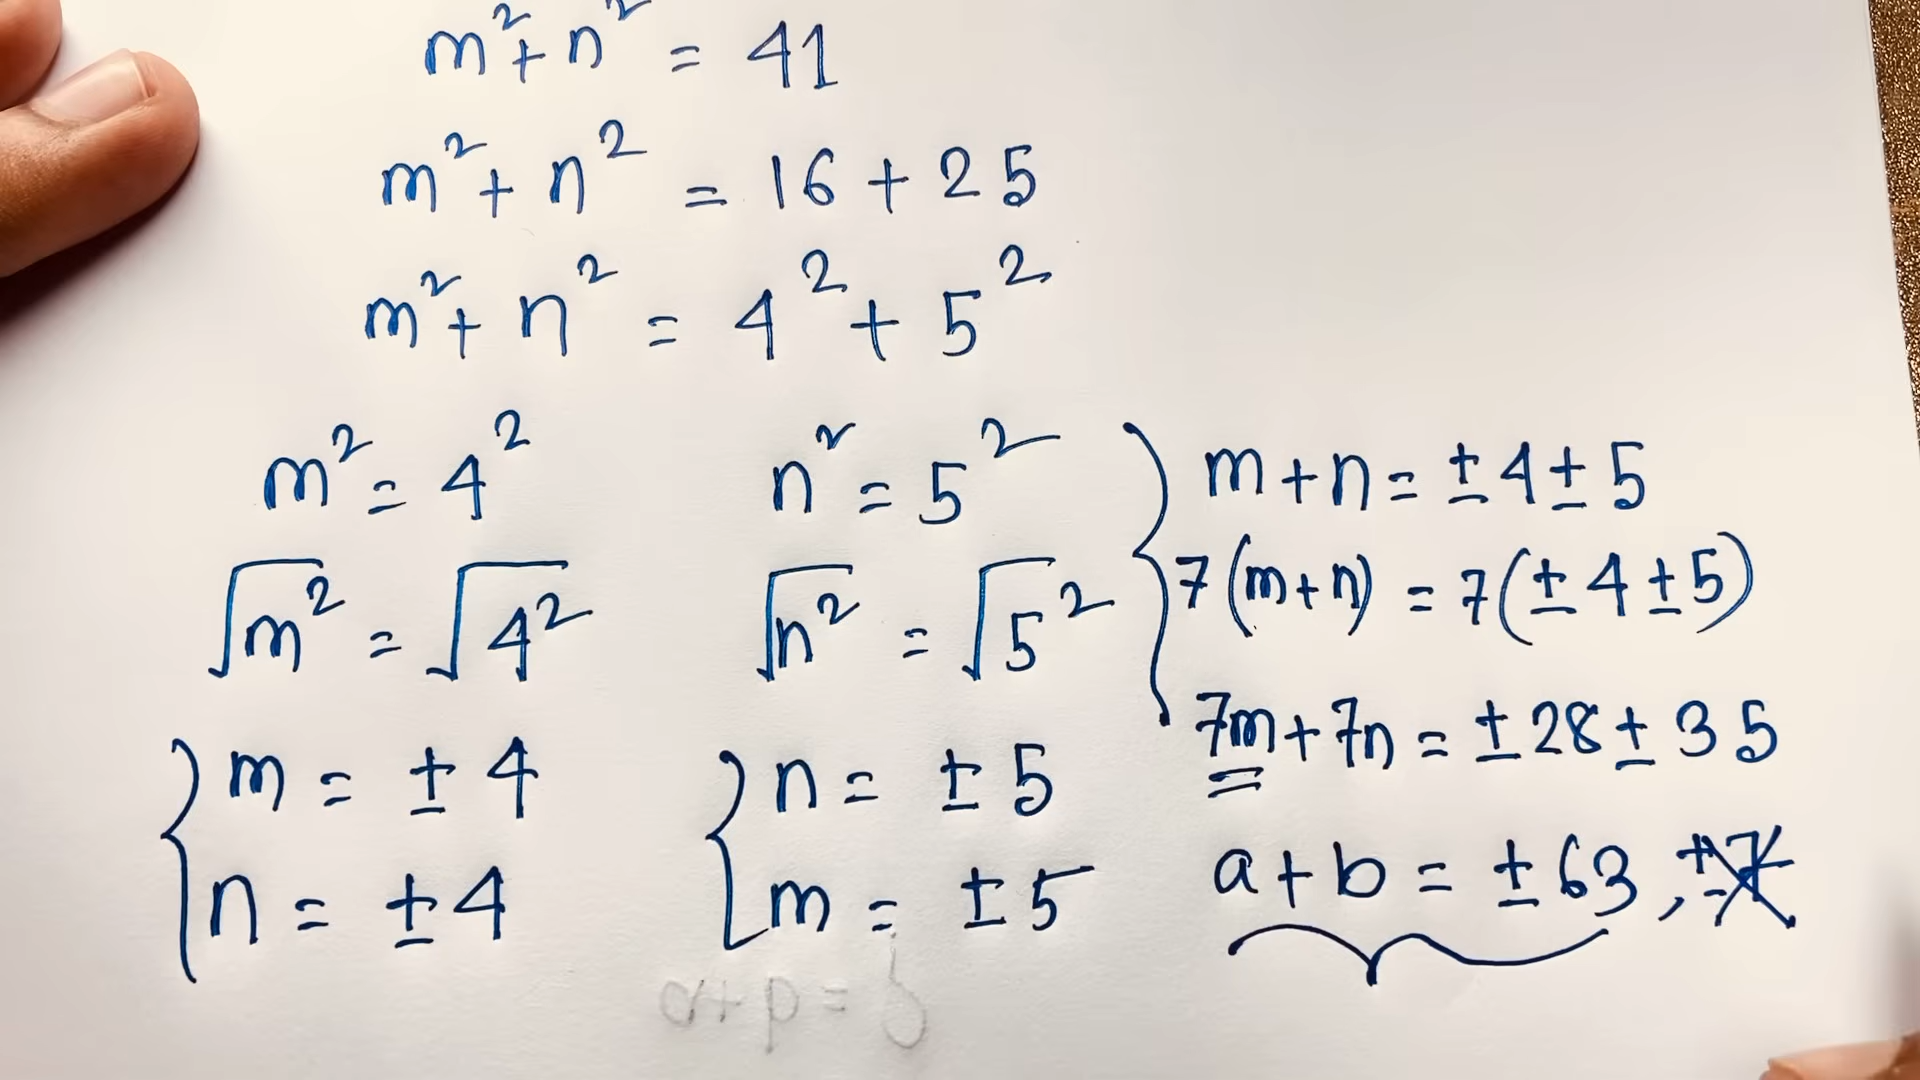 m² + n² = 41
m² + n² = 16 + 25
m² + n² = 4² + 5²
m² = 4²
√m² = √4²
m = ± 4
n = ± 4
n² = 5²
√n² = √5²
n = ± 5
m = ± 5
m + n = ± 4 ± 5
7(m + n) = 7(± 4 ± 5)
7m + 7n = ± 28 ± 35
a + b = ± 63, ± 7